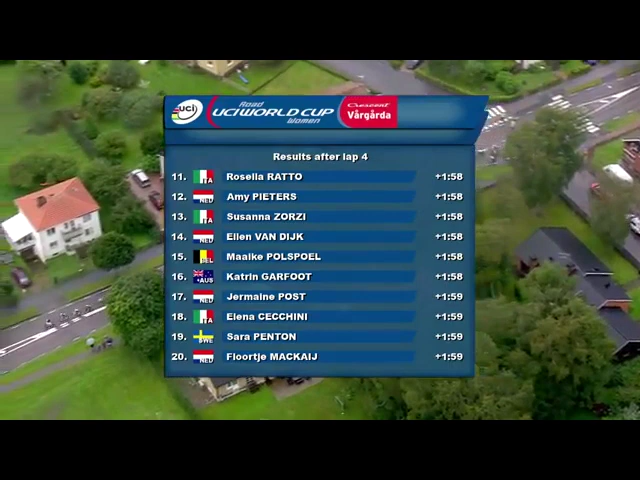 uci Road UCI WORLD CUP Women Crescent Vårgårda
Results after lap 4
11. ITA Rosella RATTO +1:58
12. NED Amy PIETERS +1:58
13. ITA Susanna ZORZI +1:58
14. NED Ellen VAN DIJK +1:58
15. BEL Maaike POLSPOEL +1:58
16. AUS Katrin GARFOOT +1:58
17. NED Jermaine POST +1:59
18. ITA Elena CECCHINI +1:59
19. SWE Sara PENTON +1:59
20. NED Floortje MACKAIJ +1:59